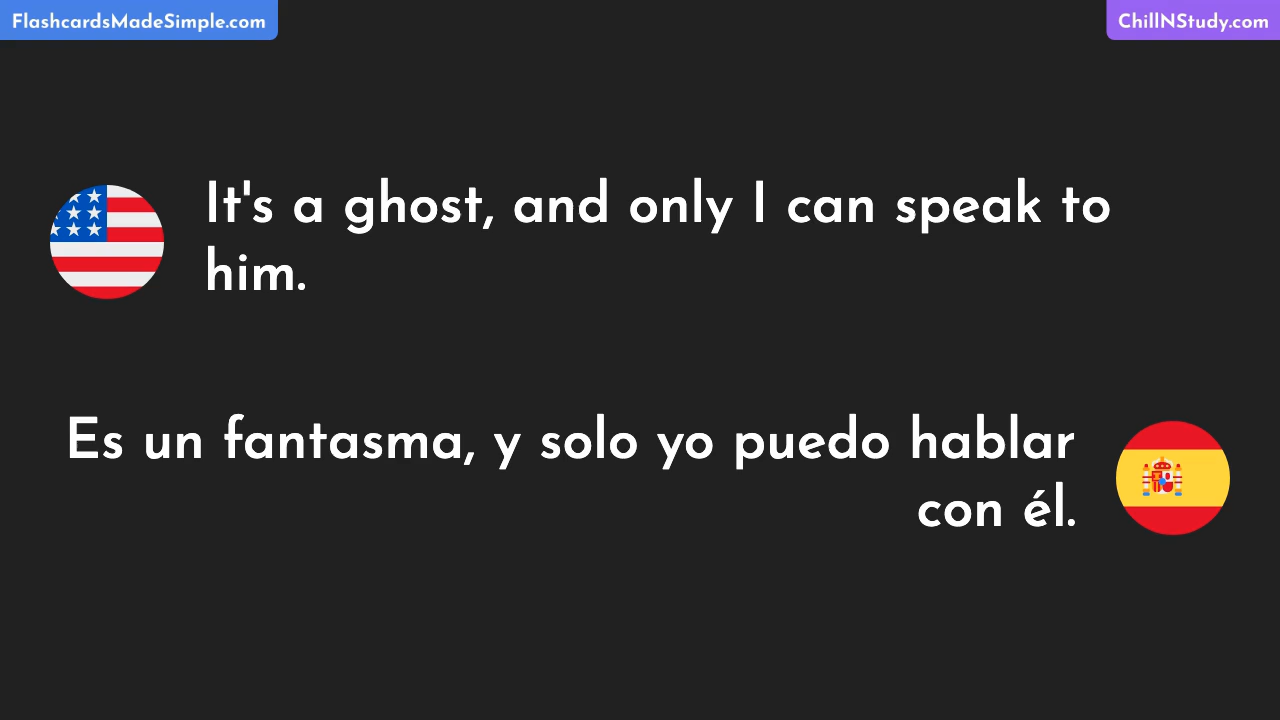 FlashcardsMadeSimple.com
ChillNStudy.com
It's a ghost, and only I can speak to
him.
Es un fantasma, y solo yo puedo hablar
con él.